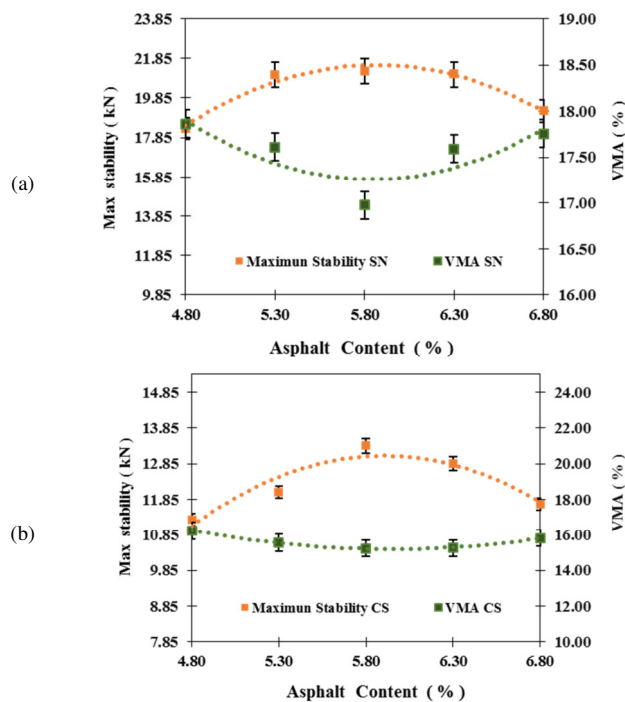 (a)
Max stability ( kN )
23.85
21.85
19.85
17.85
15.85
13.85
11.85
9.85
19.00
18.50
18.00
17.50
17.00
16.50
16.00
VMA ( % )
Maximun Stability SN
VMA SN
4.80 5.30 5.80 6.30 6.80
Asphalt Content ( % )
(b)
Max stability ( kN )
14.85
13.85
12.85
11.85
10.85
9.85
8.85
7.85
24.00
22.00
20.00
18.00
16.00
14.00
12.00
10.00
VMA ( % )
Maximun Stability CS
VMA CS
4.80 5.30 5.80 6.30 6.80
Asphalt Content ( % )